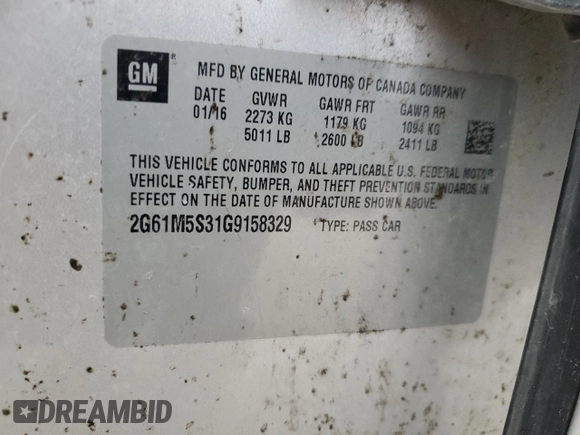 GM ®
MFD BY GENERAL MOTORS OF CANADA COMPANY
DATE GVWR GAWR FRT GAWR RR
01/16 2273 KG 1179 KG 1094 KG
5011 LB 2600 LB 2411 LB
THIS VEHICLE CONFORMS TO ALL APPLICABLE U.S. FEDERAL MOTOR
VEHICLE SAFETY, BUMPER, AND THEFT PREVENTION STANDARDS IN
EFFECT ON THE DATE OF MANUFACTURE SHOWN ABOVE.
2G61M5S31G9158329 TYPE: PASS CAR
DREAMBID